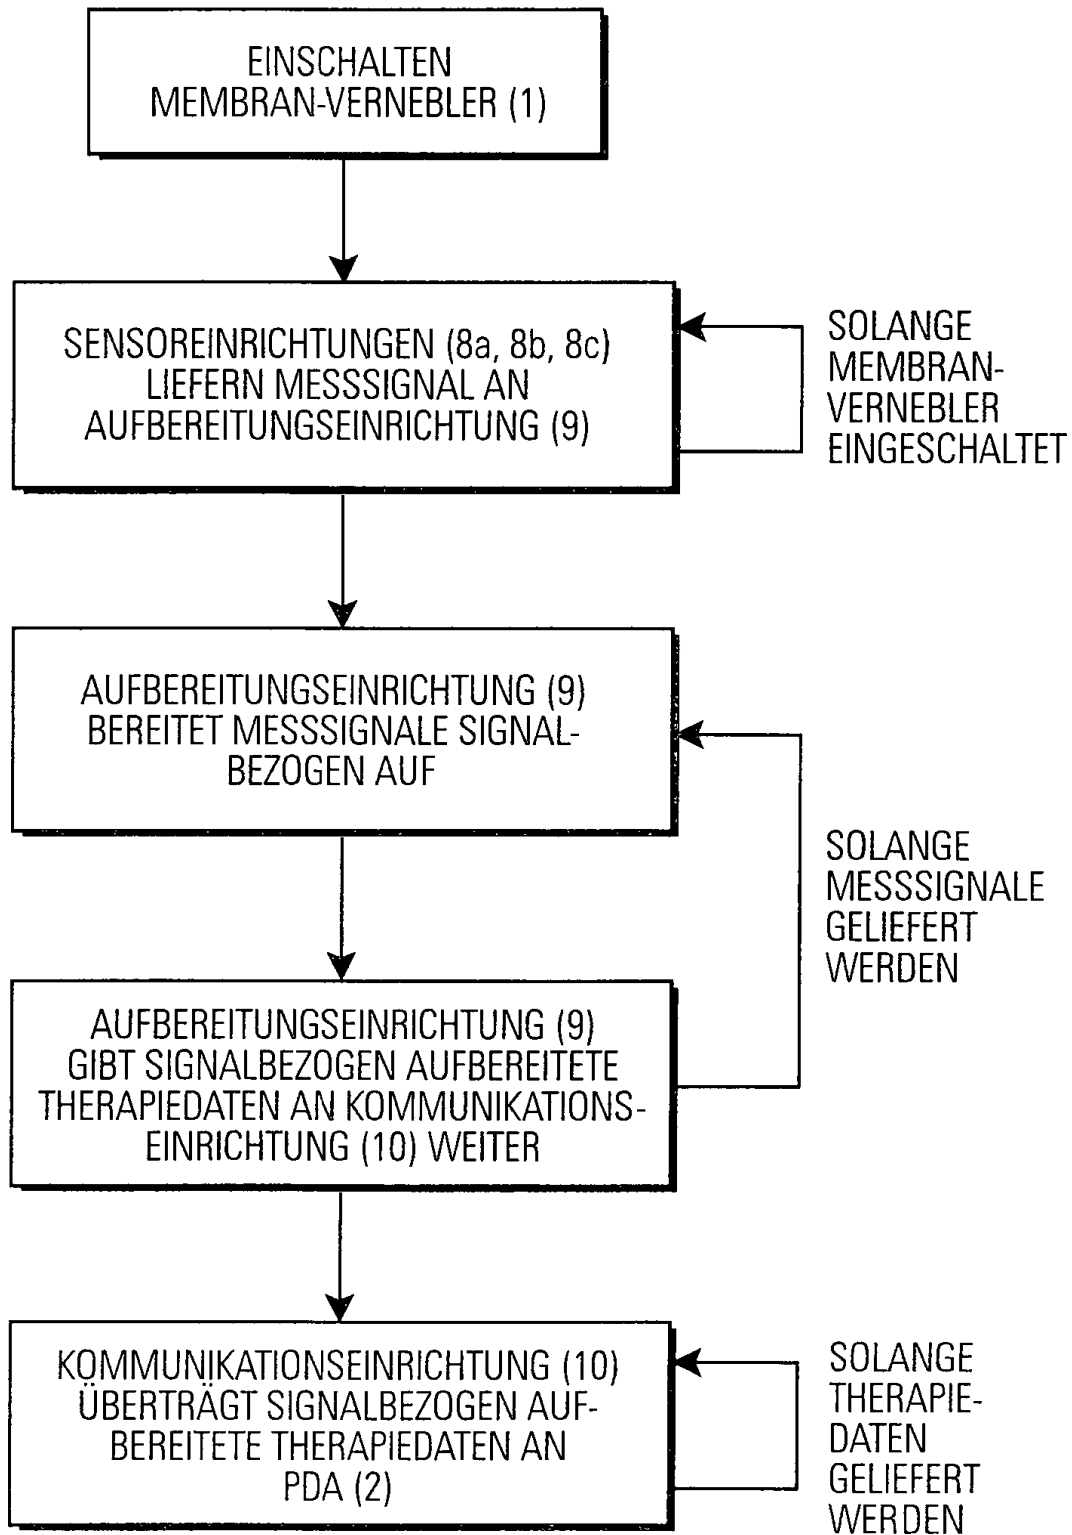 EINSCHALTEN
MEMBRAN-VERNEBLER (1)
SENSOREINRICHTUNGEN (8a, 8b, 8c)
LIEFERN MESSSIGNAL AN
AUFBEREITUNGSEINRICHTUNG (9)
SOLANGE
MEMBRAN-
VERNEBLER
EINGESCHALTET
AUFBEREITUNGSEINRICHTUNG (9)
BEREITET MESSSIGNALE SIGNAL-
BEZOGEN AUF
SOLANGE
MESSSIGNALE
GELIEFERT
WERDEN
AUFBEREITUNGSEINRICHTUNG (9)
GIBT SIGNALBEZOGEN AUFBEREITETE
THERAPIEDATEN AN KOMMUNIKATIONS-
EINRICHTUNG (10) WEITER
KOMMUNIKATIONSEINRICHTUNG (10)
ÜBERTRÄGT SIGNALBEZOGEN AUF-
BEREITETE THERAPIEDATEN AN
PDA (2)
SOLANGE
THERAPIE-
DATEN
GELIEFERT
WERDEN